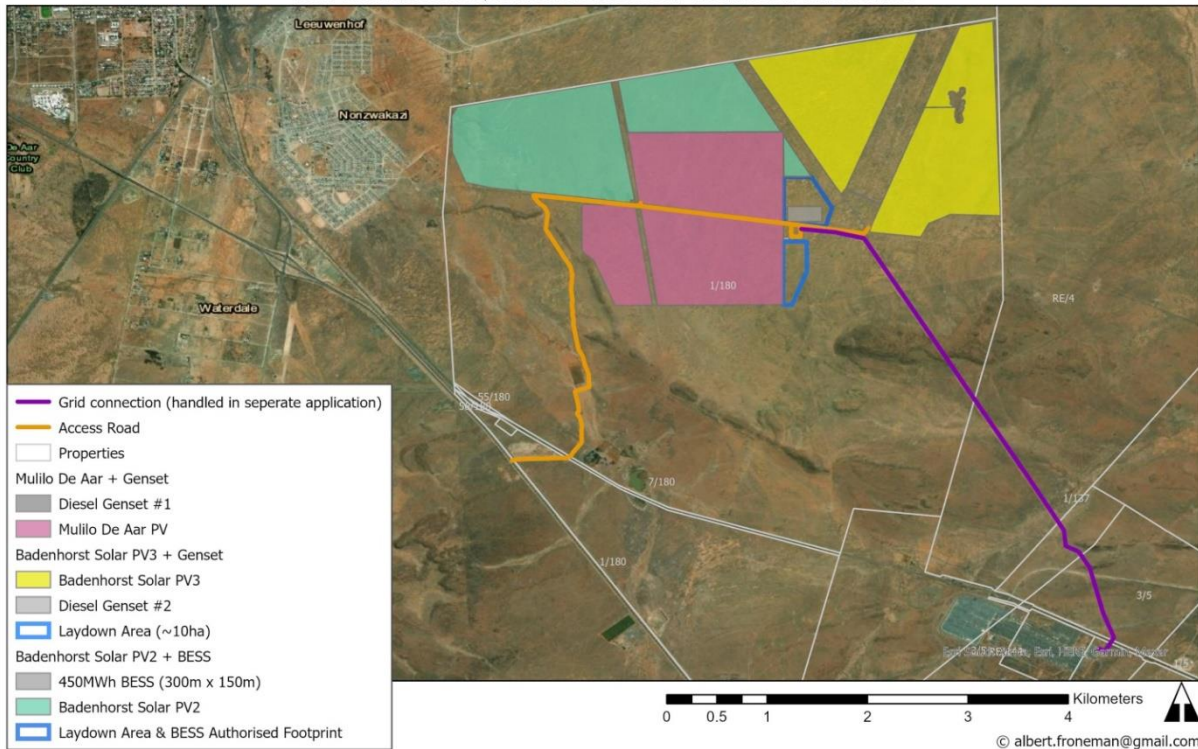 Leeuwenhof
Nonzwakazi
De Aar
Country
Club
Waterdale
1/180
RE/4
55/180
7/180
1/137
1/180
3/5
Grid connection (handled in seperate application)
Access Road
Properties
Mulilo De Aar + Genset
Diesel Genset #1
Mulilo De Aar PV
Badenhorst Solar PV3 + Genset
Badenhorst Solar PV3
Diesel Genset #2
Laydown Area (~10ha)
Badenhorst Solar PV2 + BESS
450MWh BESS (300m x 150m)
Badenhorst Solar PV2
Laydown Area & BESS Authorised Footprint
Kilometers
0 0.5 1 2 3 4
© albert.froneman@gmail.com